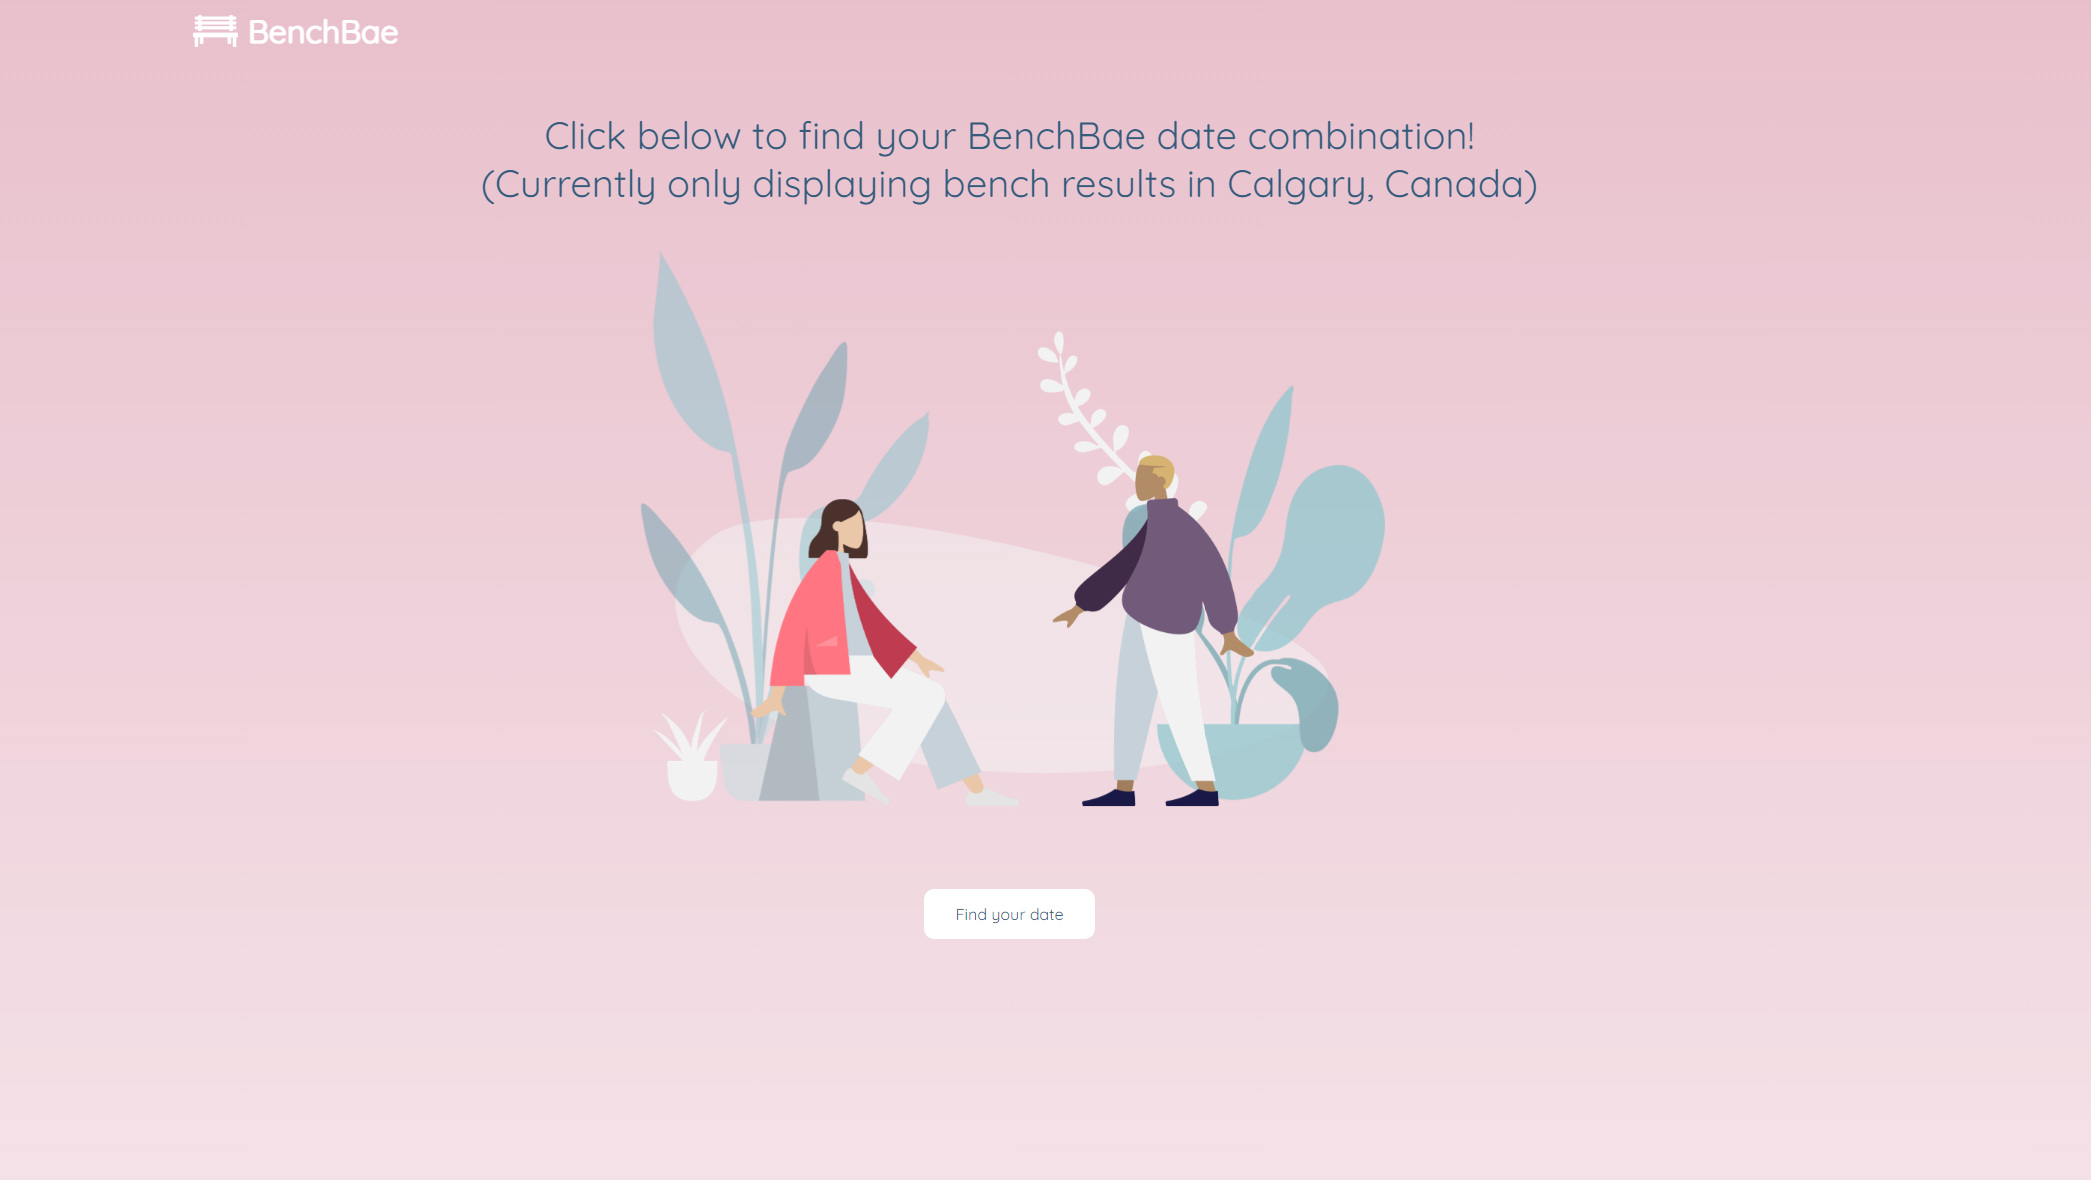 BenchBae
Click below to find your BenchBae date combination!
(Currently only displaying bench results in Calgary, Canada)
Find your date